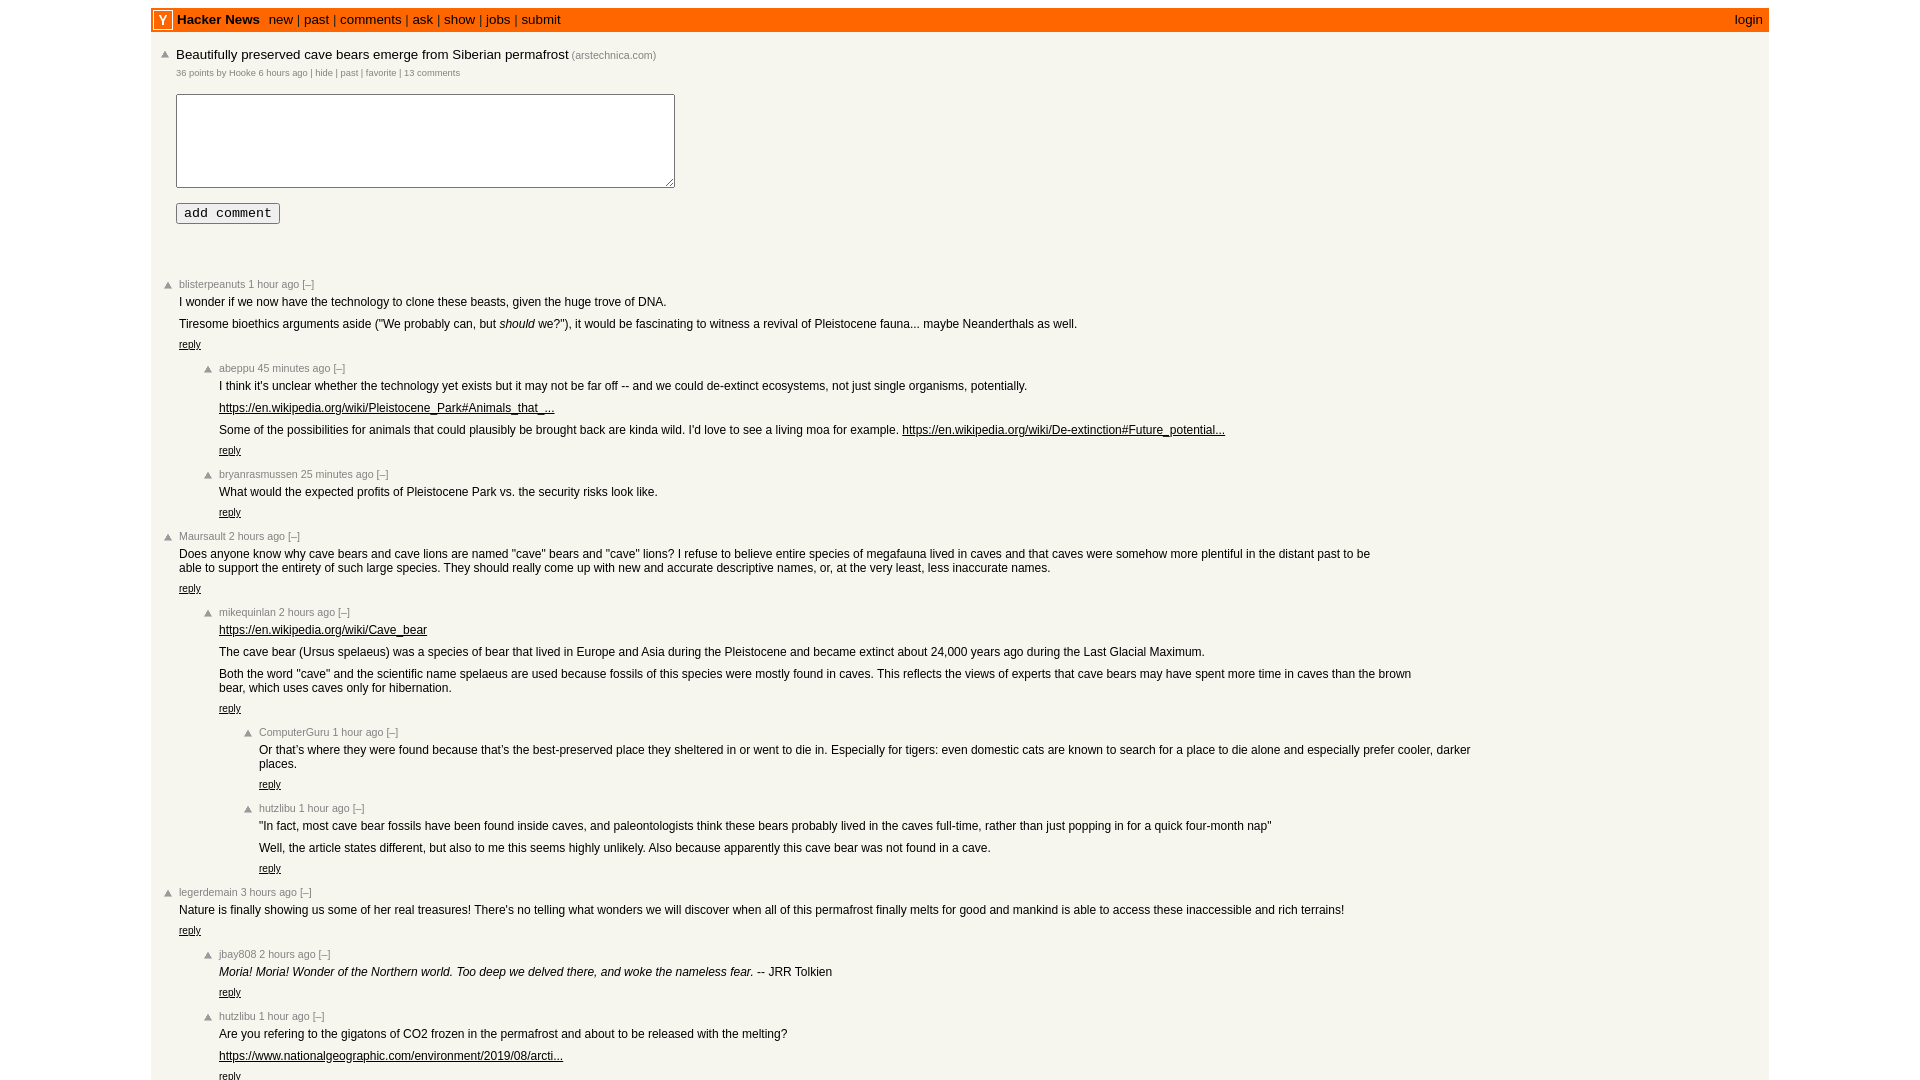 Y Hacker News new | past | comments | ask | show | jobs | submit login
Beautifully preserved cave bears emerge from Siberian permafrost (arstechnica.com)
36 points by Hooke 6 hours ago | hide | past | favorite | 13 comments
add comment
blisterpeanuts 1 hour ago [–]
I wonder if we now have the technology to clone these beasts, given the huge trove of DNA.
Tiresome bioethics arguments aside ("We probably can, but should we?"), it would be fascinating to witness a revival of Pleistocene fauna... maybe Neanderthals as well.
reply
abeppu 45 minutes ago [–]
I think it's unclear whether the technology yet exists but it may not be far off -- and we could de-extinct ecosystems, not just single organisms, potentially.
https://en.wikipedia.org/wiki/Pleistocene_Park#Animals_that_...
Some of the possibilities for animals that could plausibly be brought back are kinda wild. I'd love to see a living moa for example. https://en.wikipedia.org/wiki/De-extinction#Future_potential...
reply
bryanrasmussen 25 minutes ago [–]
What would the expected profits of Pleistocene Park vs. the security risks look like.
reply
Maursault 2 hours ago [–]
Does anyone know why cave bears and cave lions are named "cave" bears and "cave" lions? I refuse to believe entire species of megafauna lived in caves and that caves were somehow more plentiful in the distant past to be
able to support the entirety of such large species. They should really come up with new and accurate descriptive names, or, at the very least, less inaccurate names.
reply
mikequinlan 2 hours ago [–]
https://en.wikipedia.org/wiki/Cave_bear
The cave bear (Ursus spelaeus) was a species of bear that lived in Europe and Asia during the Pleistocene and became extinct about 24,000 years ago during the Last Glacial Maximum.
Both the word "cave" and the scientific name spelaeus are used because fossils of this species were mostly found in caves. This reflects the views of experts that cave bears may have spent more time in caves than the brown
bear, which uses caves only for hibernation.
reply
ComputerGuru 1 hour ago [–]
Or that’s where they were found because that’s the best-preserved place they sheltered in or went to die in. Especially for tigers: even domestic cats are known to search for a place to die alone and especially prefer cooler, darker
places.
reply
hutzlibu 1 hour ago [–]
"In fact, most cave bear fossils have been found inside caves, and paleontologists think these bears probably lived in the caves full-time, rather than just popping in for a quick four-month nap"
Well, the article states different, but also to me this seems highly unlikely. Also because apparently this cave bear was not found in a cave.
reply
legerdemain 3 hours ago [–]
Nature is finally showing us some of her real treasures! There's no telling what wonders we will discover when all of this permafrost finally melts for good and mankind is able to access these inaccessible and rich terrains!
reply
jbay808 2 hours ago [–]
Moria! Moria! Wonder of the Northern world. Too deep we delved there, and woke the nameless fear. -- JRR Tolkien
reply
hutzlibu 1 hour ago [–]
Are you refering to the gigatons of CO2 frozen in the permafrost and about to be released with the melting?
https://www.nationalgeographic.com/environment/2019/08/arcti...
reply